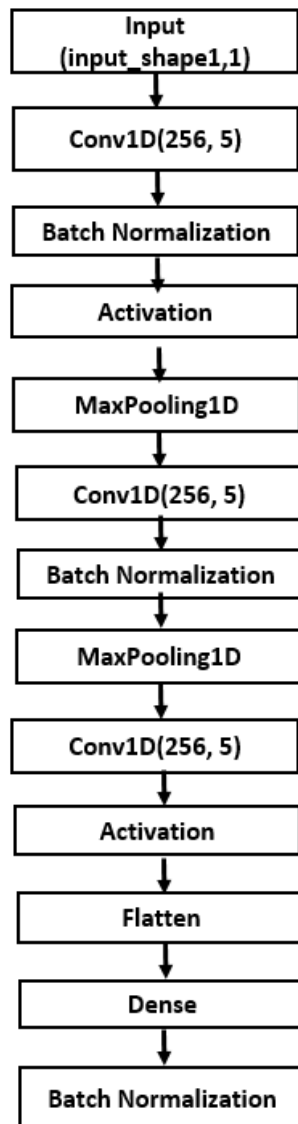 Input
(input_shape1,1)
Conv1D(256, 5)
Batch Normalization
Activation
MaxPooling1D
Conv1D(256, 5)
Batch Normalization
MaxPooling1D
Conv1D(256, 5)
Activation
Flatten
Dense
Batch Normalization